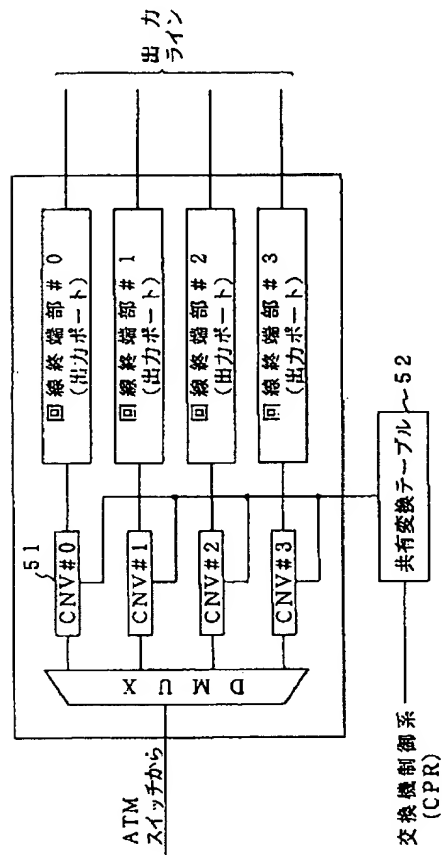 ATM
スイッチから
DMUX
51
CNV#0
CNV#1
CNV#2
CNV#3
回線終端部#0
(出力ポート)
回線終端部#1
(出力ポート)
回線終端部#2
(出力ポート)
回線終端部#3
(出力ポート)
出力
ライン
交換機制御系
(CPR)
共有変換テーブル
52